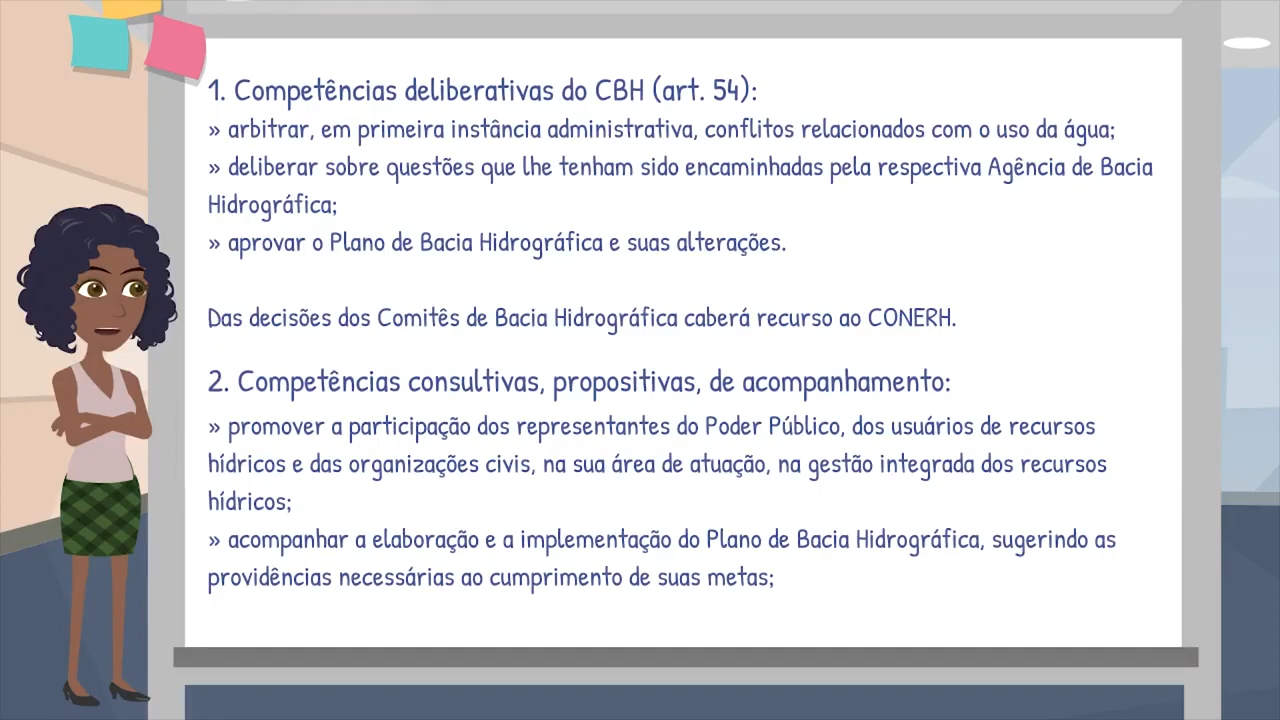 1. Competências deliberativas do CBH (art. 54):
» arbitrar, em primeira instância administrativa, conflitos relacionados com o uso da água;
» deliberar sobre questões que lhe tenham sido encaminhadas pela respectiva Agência de Bacia
Hidrográfica;
» aprovar o Plano de Bacia Hidrográfica e suas alterações.
Das decisões dos Comitês de Bacia Hidrográfica caberá recurso ao CONERH.
2. Competências consultivas, propositivas, de acompanhamento:
» promover a participação dos representantes do Poder Público, dos usuários de recursos
hídricos e das organizações civis, na sua área de atuação, na gestão integrada dos recursos
hídricos;
» acompanhar a elaboração e a implementação do Plano de Bacia Hidrográfica, sugerindo as
providências necessárias ao cumprimento de suas metas;